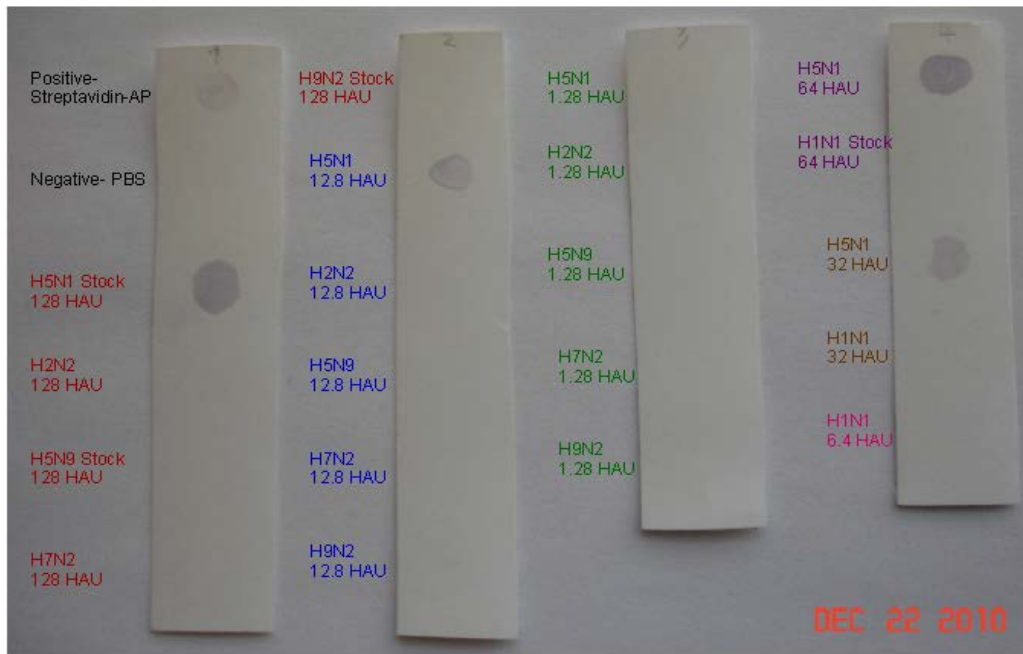 1
Positive-
Streptavidin-AP
Negative- PBS
H5N1 Stock
128 HAU
H2N2
128 HAU
H5N9 Stock
128 HAU
H7N2
128 HAU
2
H9N2 Stock
128 HAU
H5N1
12.8 HAU
H2N2
12.8 HAU
H5N9
12.8 HAU
H7N2
12.8 HAU
H9N2
12.8 HAU
3
H5N1
1.28 HAU
H2N2
1.28 HAU
H5N9
1.28 HAU
H7N2
1.28 HAU
H9N2
1.28 HAU
4
H5N1
64 HAU
H1N1 Stock
64 HAU
H5N1
32 HAU
H1N1
32 HAU
H1N1
6.4 HAU
DEC 22 2010